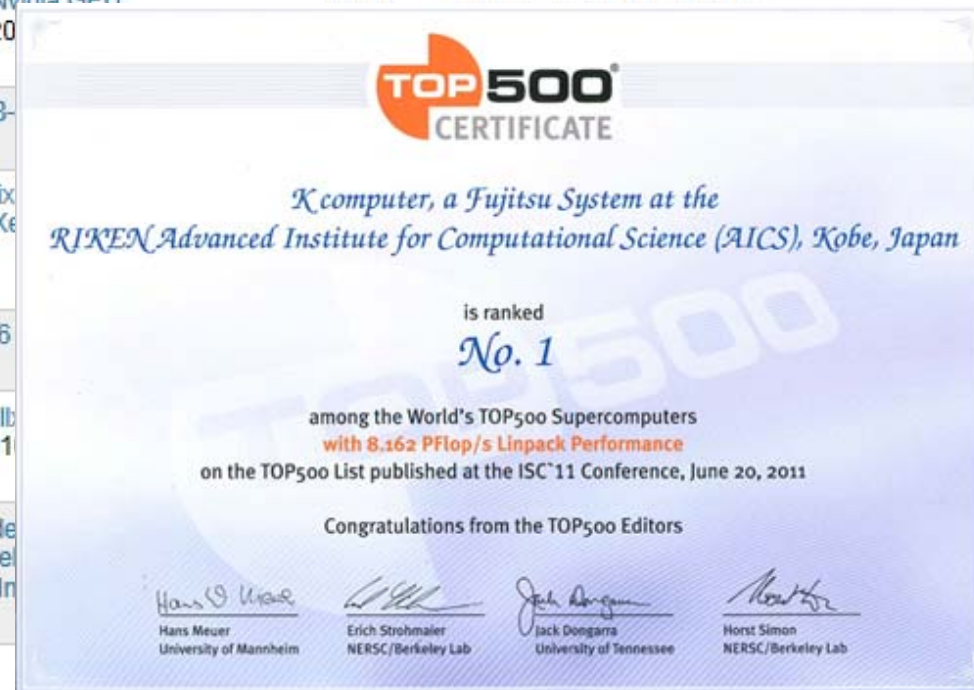 TOP 500®
CERTIFICATE
K computer, a Fujitsu System at the
RIKEN Advanced Institute for Computational Science (AICS), Kobe, Japan
is ranked
No. 1
among the World's TOP500 Supercomputers
with 8.162 PFlop/s Linpack Performance
on the TOP500 List published at the ISC`11 Conference, June 20, 2011
Congratulations from the TOP500 Editors
Hans Meuer
University of Mannheim
Erich Strohmaier
NERSC/Berkeley Lab
Jack Dongarra
University of Tennessee
Horst Simon
NERSC/Berkeley Lab